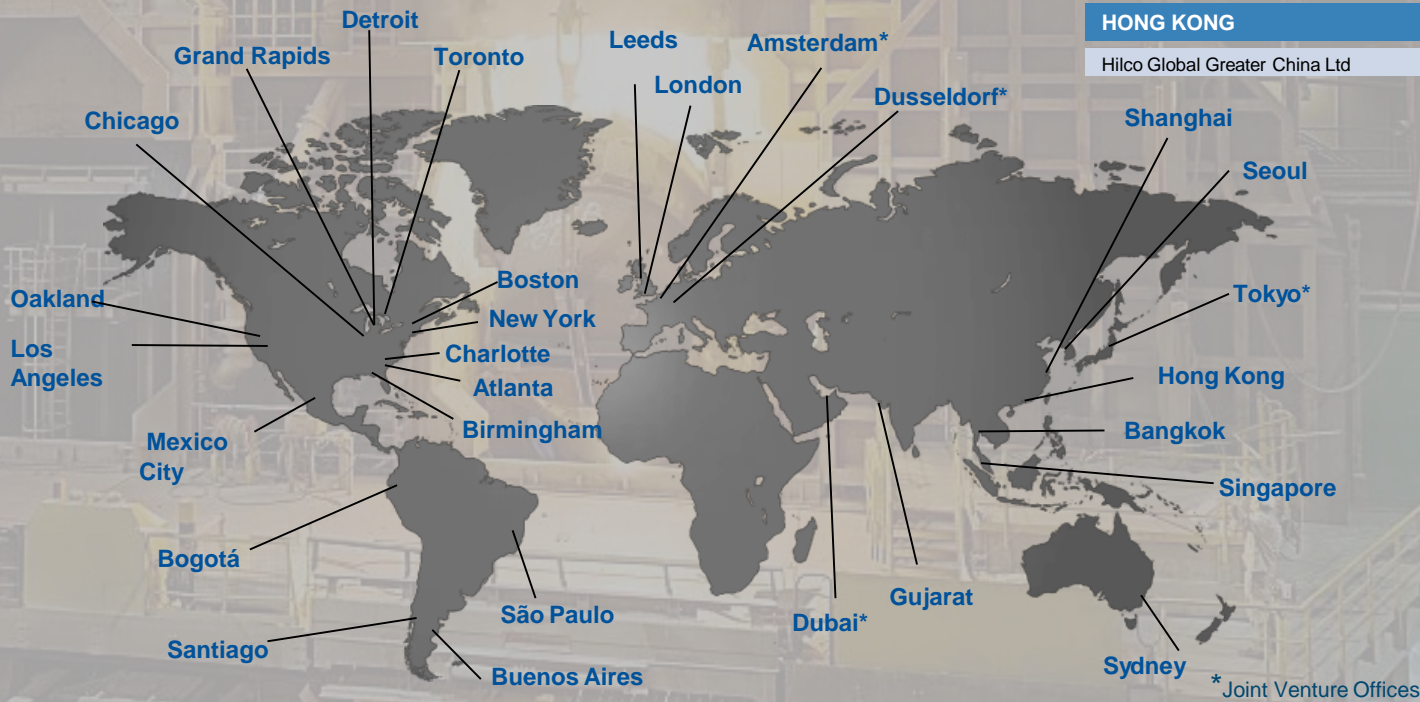 Detroit
Grand Rapids
Toronto
Leeds
Amsterdam*
HONG KONG
Hilco Global Greater China Ltd
London
Dusseldorf*
Chicago
Shanghai
Seoul
Boston
Oakland
Tokyo*
New York
Los
Angeles
Charlotte
Atlanta
Hong Kong
Birmingham
Bangkok
Mexico
City
Singapore
Bogotá
Gujarat
São Paulo
Dubai*
Santiago
Buenos Aires
Sydney
*Joint Venture Offices